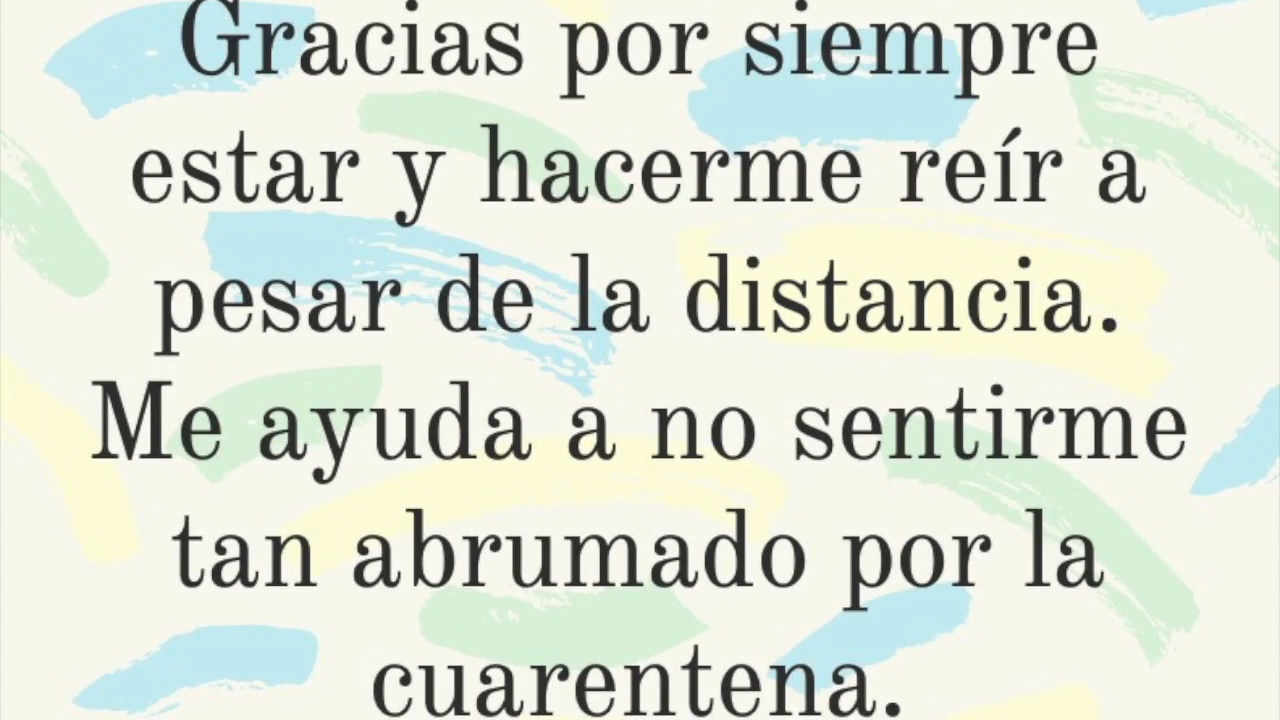 Gracias por siempre
estar y hacerme reír a
pesar de la distancia.
Me ayuda a no sentirme
tan abrumado por la
cuarentena.